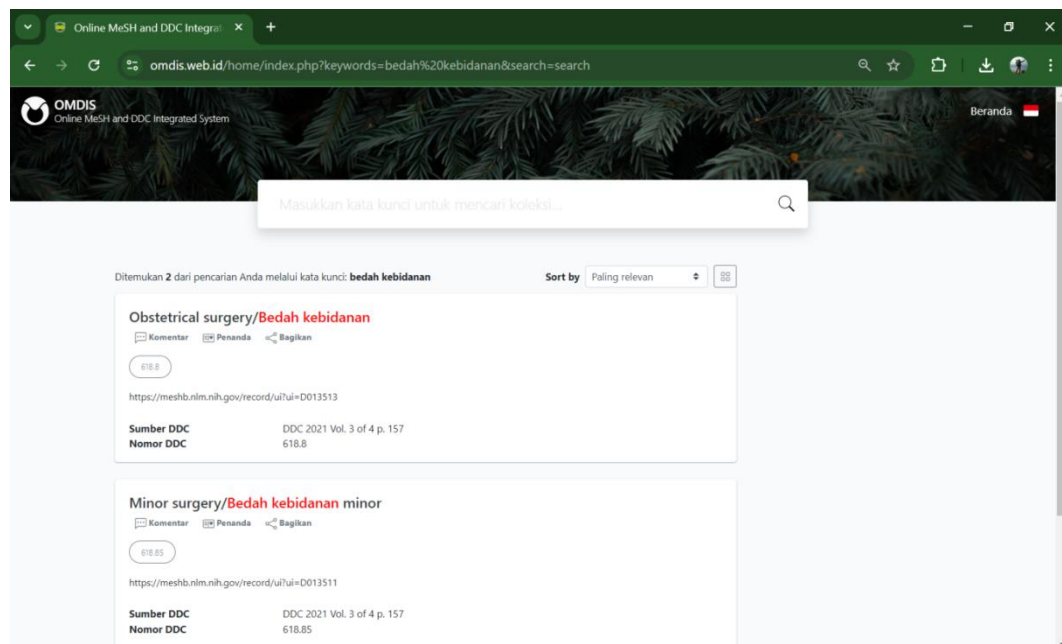 Online MeSH and DDC Integrat
omdis.web.id/home/index.php?keywords=bedah%20kebidanan&search=search
OMDIS
Online MeSH and DDC Integrated System
Beranda
Masukkan kata kunci untuk mencari koleksi...
Ditemukan 2 dari pencarian Anda melalui kata kunci: bedah kebidanan
Sort by Paling relevan
Obstetrical surgery/Bedah kebidanan
Komentar Penanda Bagikan
618.8
https://meshb.nlm.nih.gov/record/ui?ui=D013513
Sumber DDC DDC 2021 Vol. 3 of 4 p. 157
Nomor DDC 618.8
Minor surgery/Bedah kebidanan minor
Komentar Penanda Bagikan
618.85
https://meshb.nlm.nih.gov/record/ui?ui=D013511
Sumber DDC DDC 2021 Vol. 3 of 4 p. 157
Nomor DDC 618.85